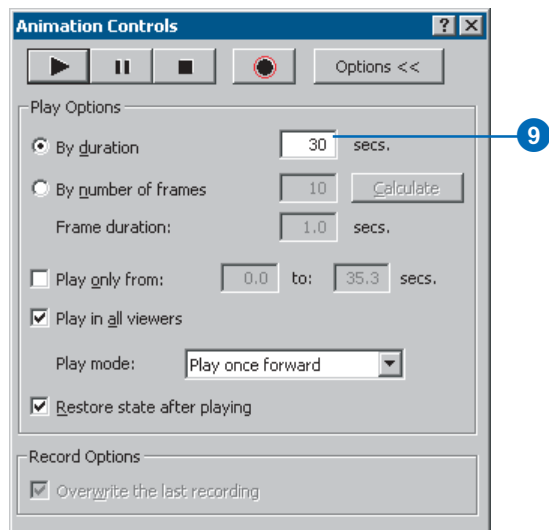 Animation Controls
Options <<
Play Options
By duration 30 secs. 9
By number of frames 10 Calculate
Frame duration: 1.0 secs.
Play only from: 0.0 to: 35.3 secs.
Play in all viewers
Play mode: Play once forward
Restore state after playing
Record Options
Overwrite the last recording